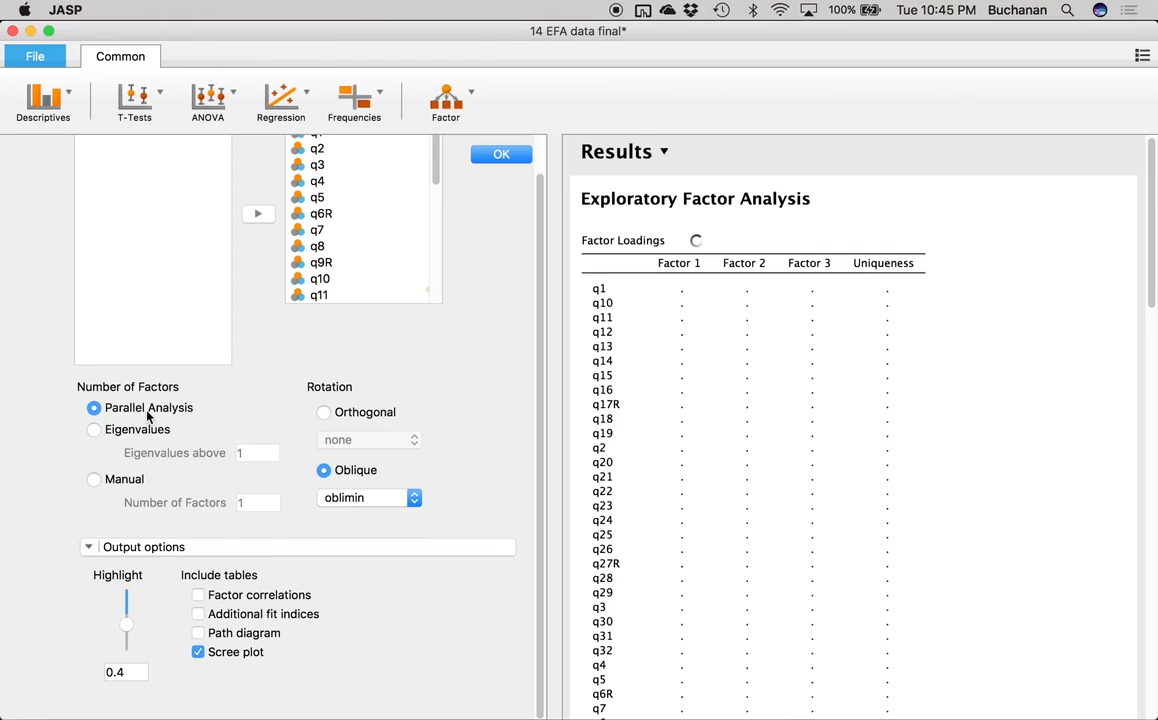 JASP
100%
Tue 10:45 PM
Buchanan
14 EFA data final*
File
Common
Descriptives
T-Tests
ANOVA
Regression
Frequencies
Factor
q2
q3
q4
q5
q6R
q7
q8
q9R
q10
q11
OK
Number of Factors
Parallel Analysis
Eigenvalues
Eigenvalues above 1
Manual
Number of Factors 1
Rotation
Orthogonal
none
Oblique
oblimin
Output options
Highlight
0.4
Include tables
Factor correlations
Additional fit indices
Path diagram
Scree plot
Results
Exploratory Factor Analysis
Factor Loadings
Factor 1 Factor 2 Factor 3 Uniqueness
q1 . . . .
q10 . . . .
q11 . . . .
q12 . . . .
q13 . . . .
q14 . . . .
q15 . . . .
q16 . . . .
q17R . . . .
q18 . . . .
q19 . . . .
q2 . . . .
q20 . . . .
q21 . . . .
q22 . . . .
q23 . . . .
q24 . . . .
q25 . . . .
q26 . . . .
q27R . . . .
q28 . . . .
q29 . . . .
q3 . . . .
q30 . . . .
q31 . . . .
q32 . . . .
q4 . . . .
q5 . . . .
q6R . . . .
q7 . . . .